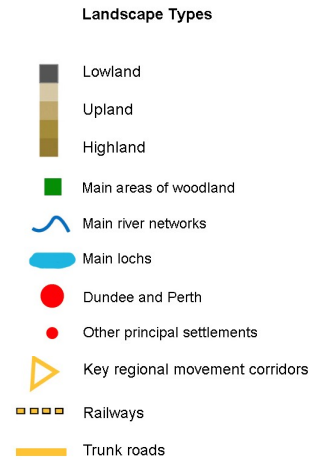 Landscape Types
Lowland
Upland
Highland
Main areas of woodland
Main river networks
Main lochs
Dundee and Perth
Other principal settlements
Key regional movement corridors
Railways
Trunk roads